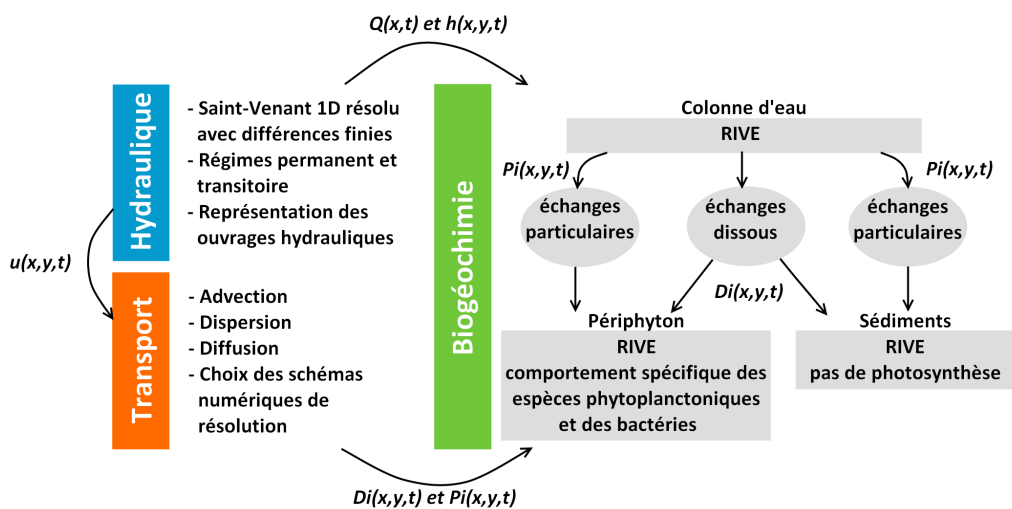 Q(x,t) et h(x,y,t)
Hydraulique
- Saint-Venant 1D résolu
avec différences finies
- Régimes permanent et
transitoire
- Représentation des
ouvrages hydrauliques
u(x,y,t)
Transport
- Advection
- Dispersion
- Diffusion
- Choix des schémas
numériques de
résolution
Di(x,y,t) et Pi(x,y,t)
Biogéochimie
Colonne d'eau
RIVE
Pi(x,y,t)
Pi(x,y,t)
échanges
particulaires
échanges
dissous
échanges
particulaires
Di(x,y,t)
Périphyton
RIVE
comportement spécifique des
espèces phytoplanctoniques
et des bactéries
Sédiments
RIVE
pas de photosynthèse